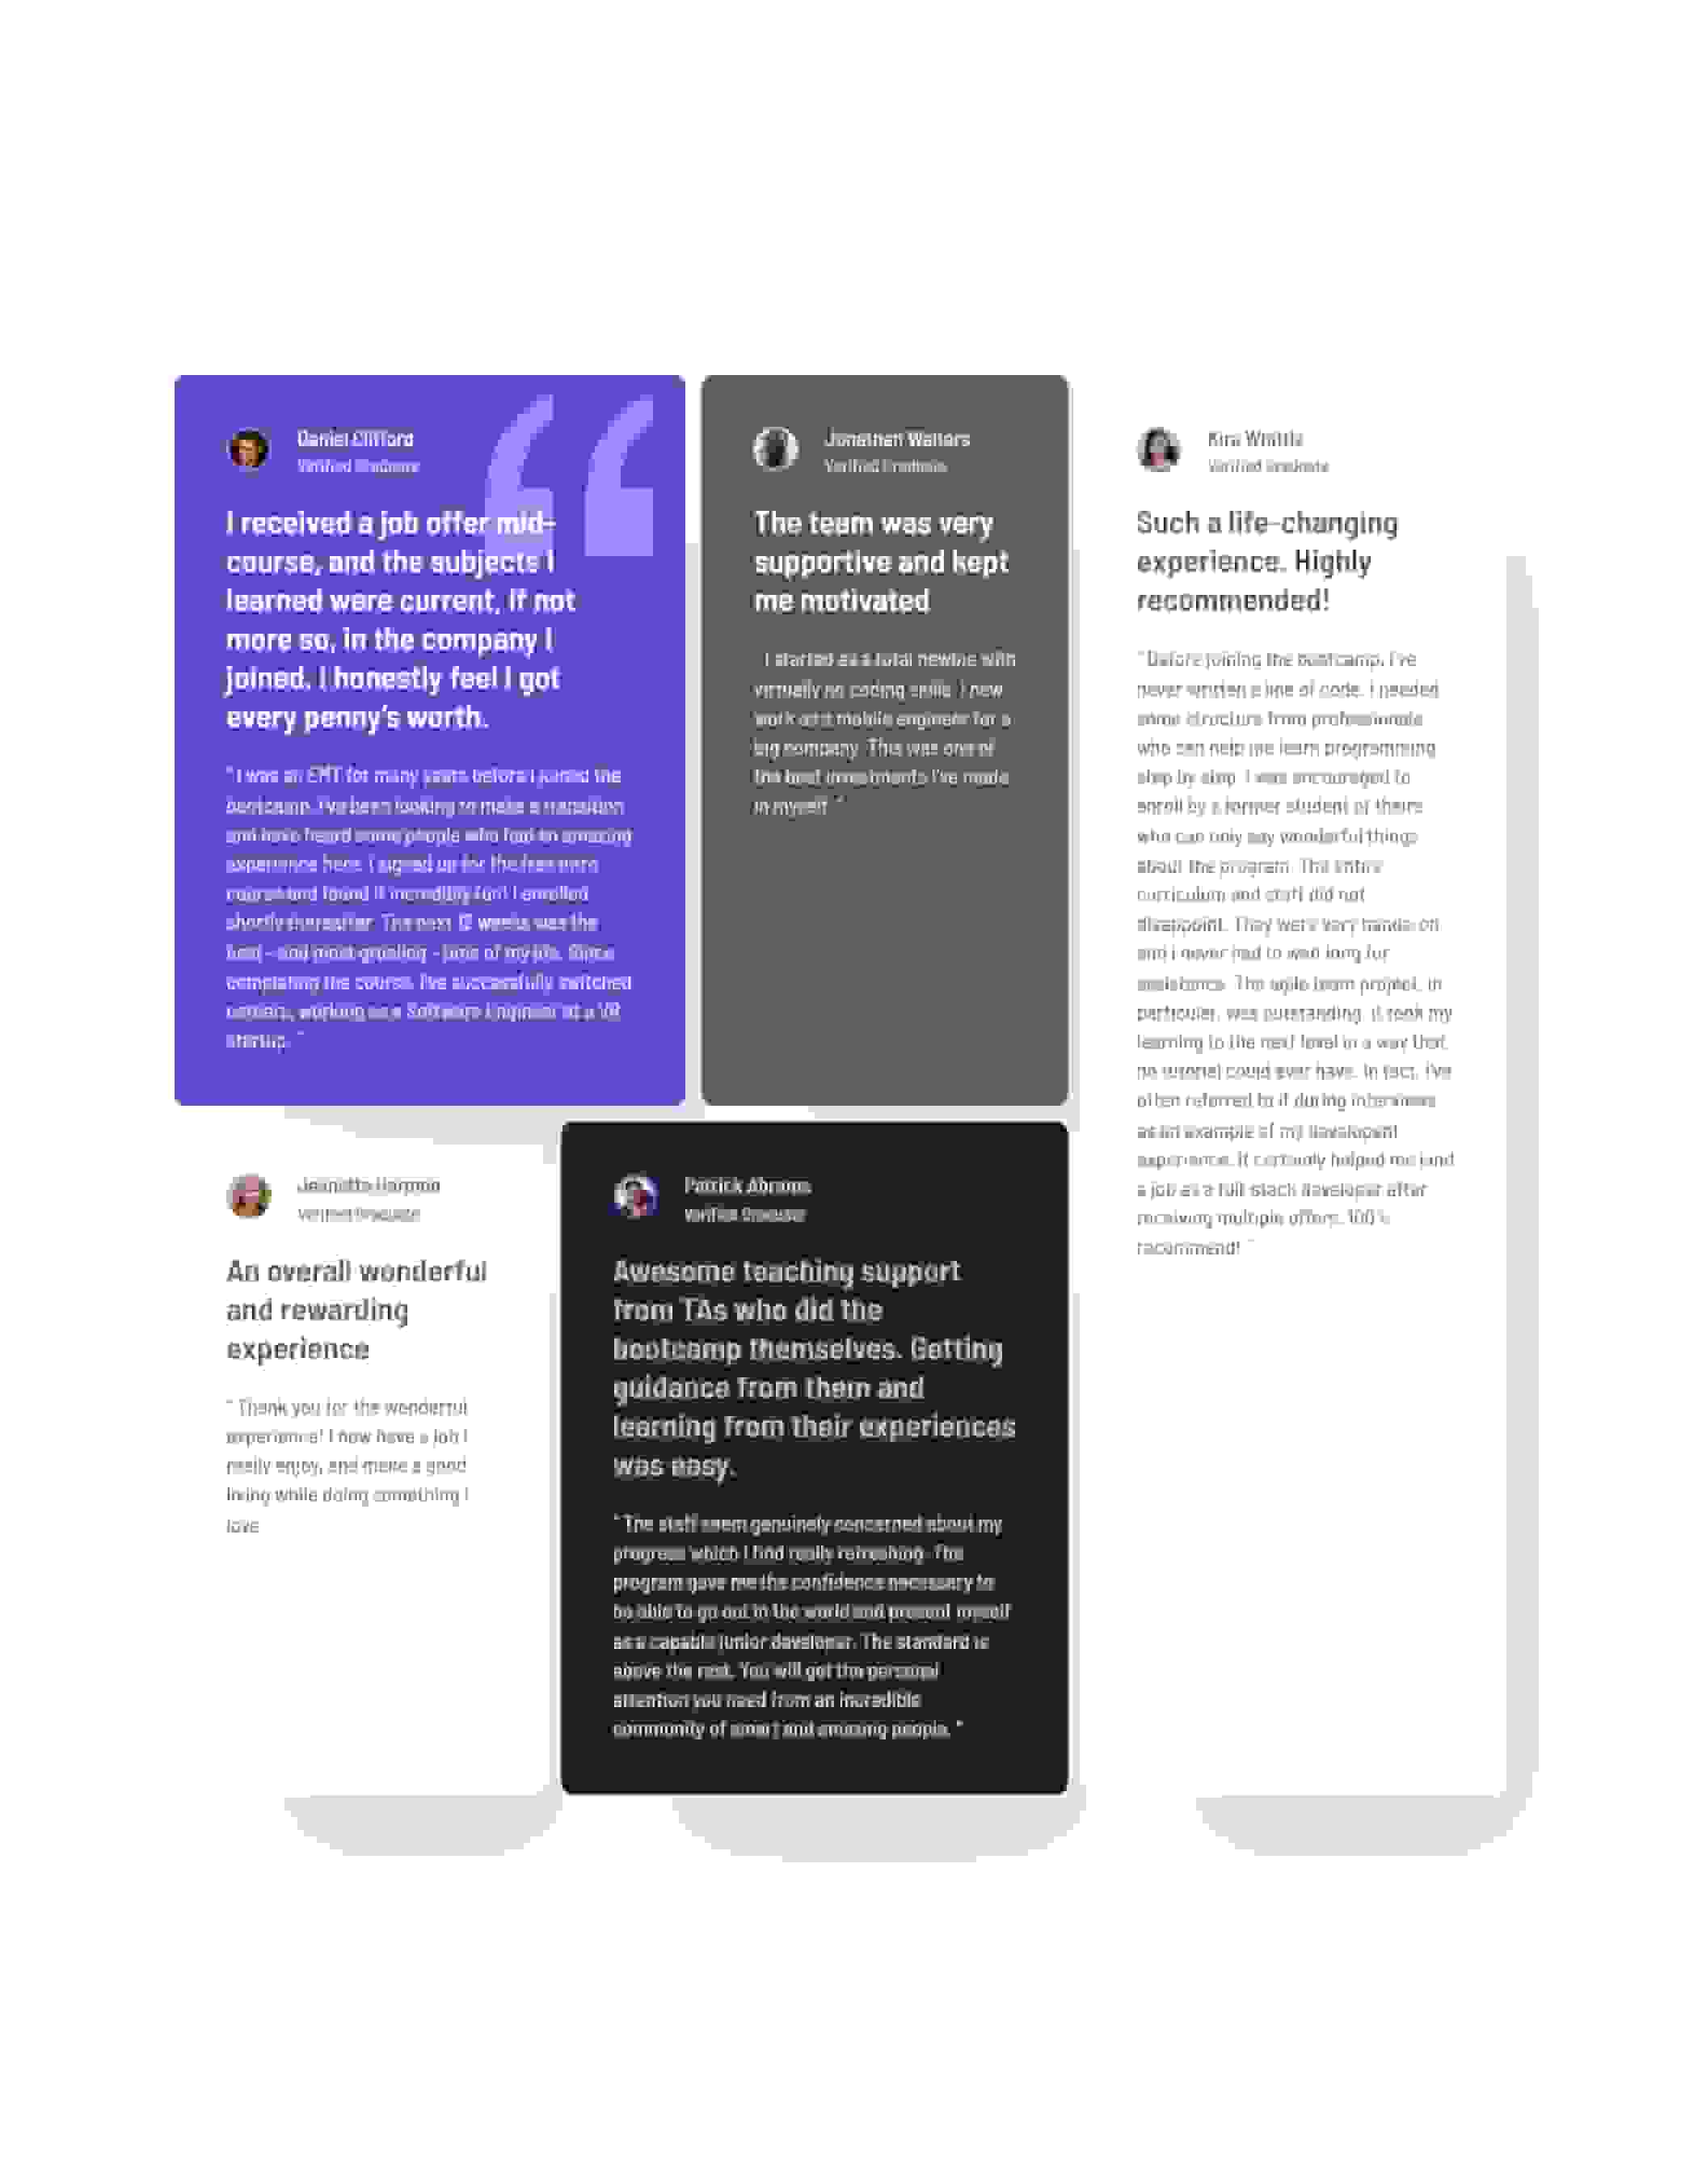 Daniel Clifford
Verified Graduate
I received a job offer mid-
course, and the subjects I
learned were current, if not
more so, in the company I
joined. I honestly feel I got
every penny's worth.
" I was an EMT for many years before I joined the
bootcamp. I've been looking to make a transition
and have heard some people who had an amazing
experience here. I signed up for the free intro
course and found it incredibly fun! I enrolled
shortly thereafter. The next 12 weeks was the
best - and most grueling - time of my life. Since
completing the course, I've successfully switched
careers, working as a Software Engineer at a VR
startup. "
Jonathan Walters
Verified Graduate
The team was very
supportive and kept
me motivated
" I started as a total newbie with
virtually no coding skills. I now
work as a mobile engineer for a
big company. This was one of
the best investments I've made
in myself. "
Kira Whittle
Verified Graduate
Such a life-changing
experience. Highly
recommended!
" Before joining the bootcamp, I've
never written a line of code. I needed
some structure from professionals
who can help me learn programming
step by step. I was encouraged to
enroll by a former student of theirs
who can only say wonderful things
about the program. The entire
curriculum and staff did not
disappoint. They were very hands-on
and I never had to wait long for
assistance. The agile team project, in
particular, was outstanding. It took my
learning to the next level in a way that
no tutorial could ever have. In fact, I've
often referred to it during interviews
as an example of my developent
experience. It certainly helped me land
a job as a full-stack developer after
receiving multiple offers. 100%
recommend! "
Jeanette Harmon
Verified Graduate
An overall wonderful
and rewarding
experience
" Thank you for the wonderful
experience! I now have a job I
really enjoy, and make a good
living while doing something I
love.
Patrick Abrams
Verified Graduate
Awesome teaching support
from TAs who did the
bootcamp themselves. Getting
guidance from them and
learning from their experiences
was easy.
" The staff seem genuinely concerned about my
progress which I find really refreshing. The
program gave me the confidence necessary to
be able to go out in the world and present myself
as a capable junior developer. The standard is
above the rest. You will get the personal
attention you need from an incredible
community of smart and amazing people. "